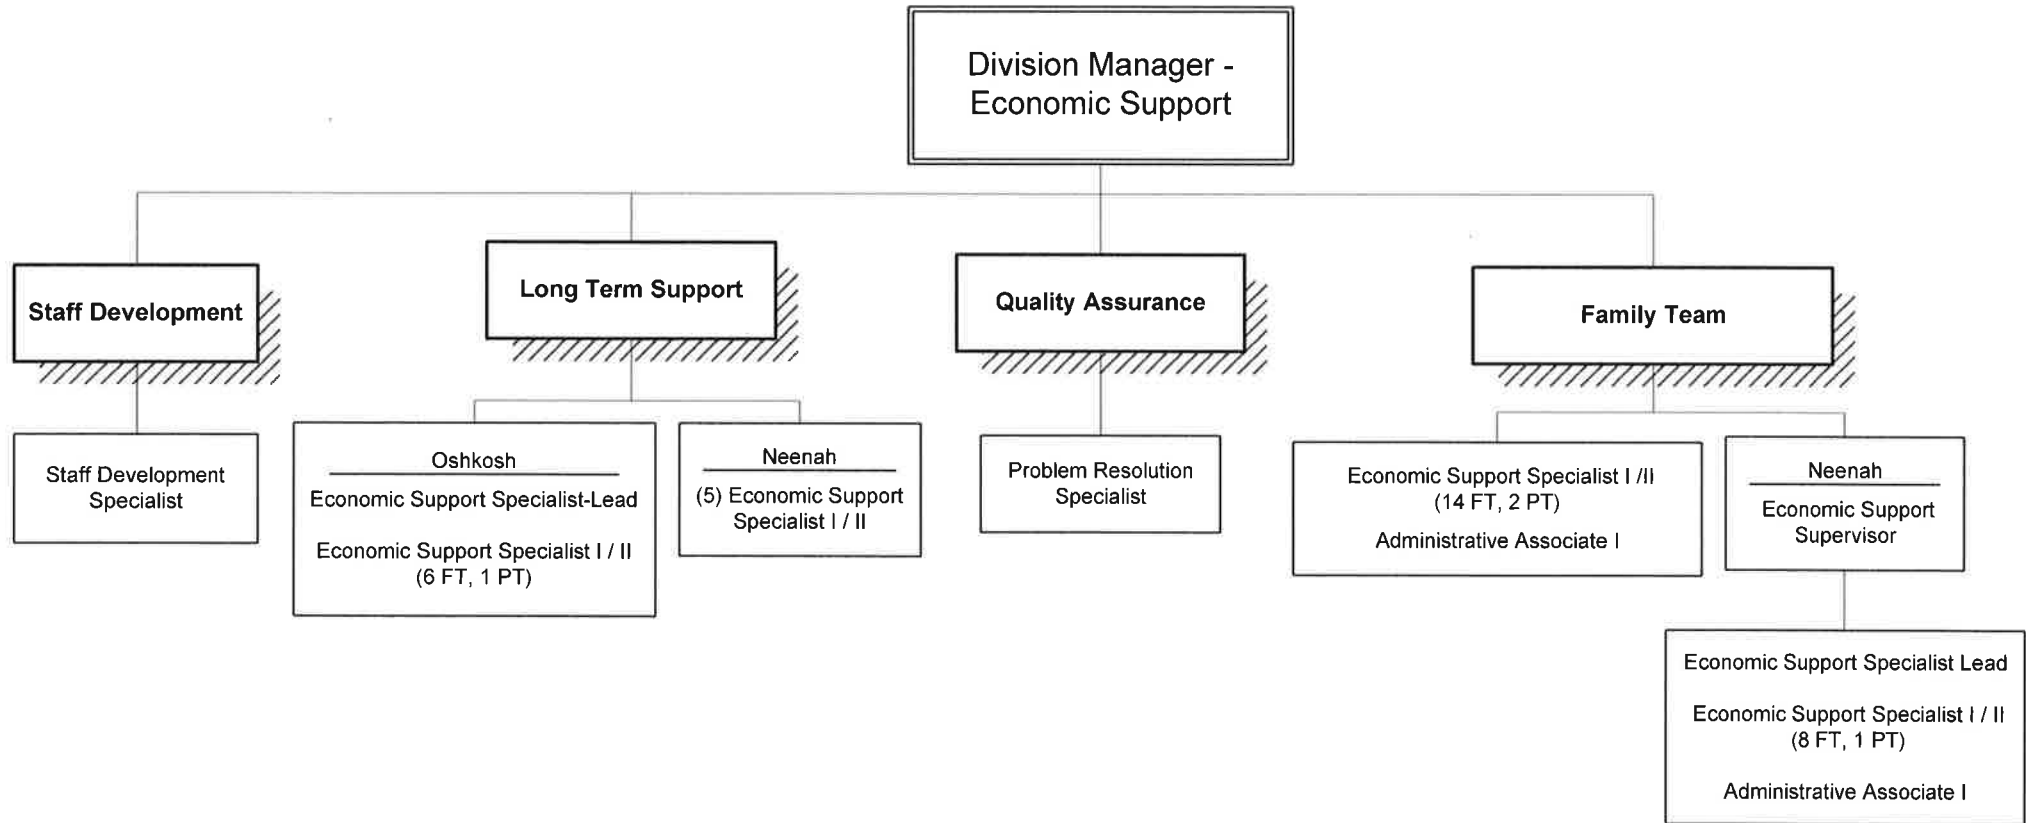 Division Manager -
Economic Support
Staff Development
Long Term Support
Quality Assurance
Family Team
Staff Development
Specialist
Oshkosh
Economic Support Specialist-Lead
Economic Support Specialist I / II
(6 FT, 1 PT)
Neenah
(5) Economic Support
Specialist I / II
Problem Resolution
Specialist
Economic Support Specialist I /II
(14 FT, 2 PT)
Administrative Associate I
Neenah
Economic Support
Supervisor
Economic Support Specialist Lead
Economic Support Specialist I / II
(8 FT, 1 PT)
Administrative Associate I